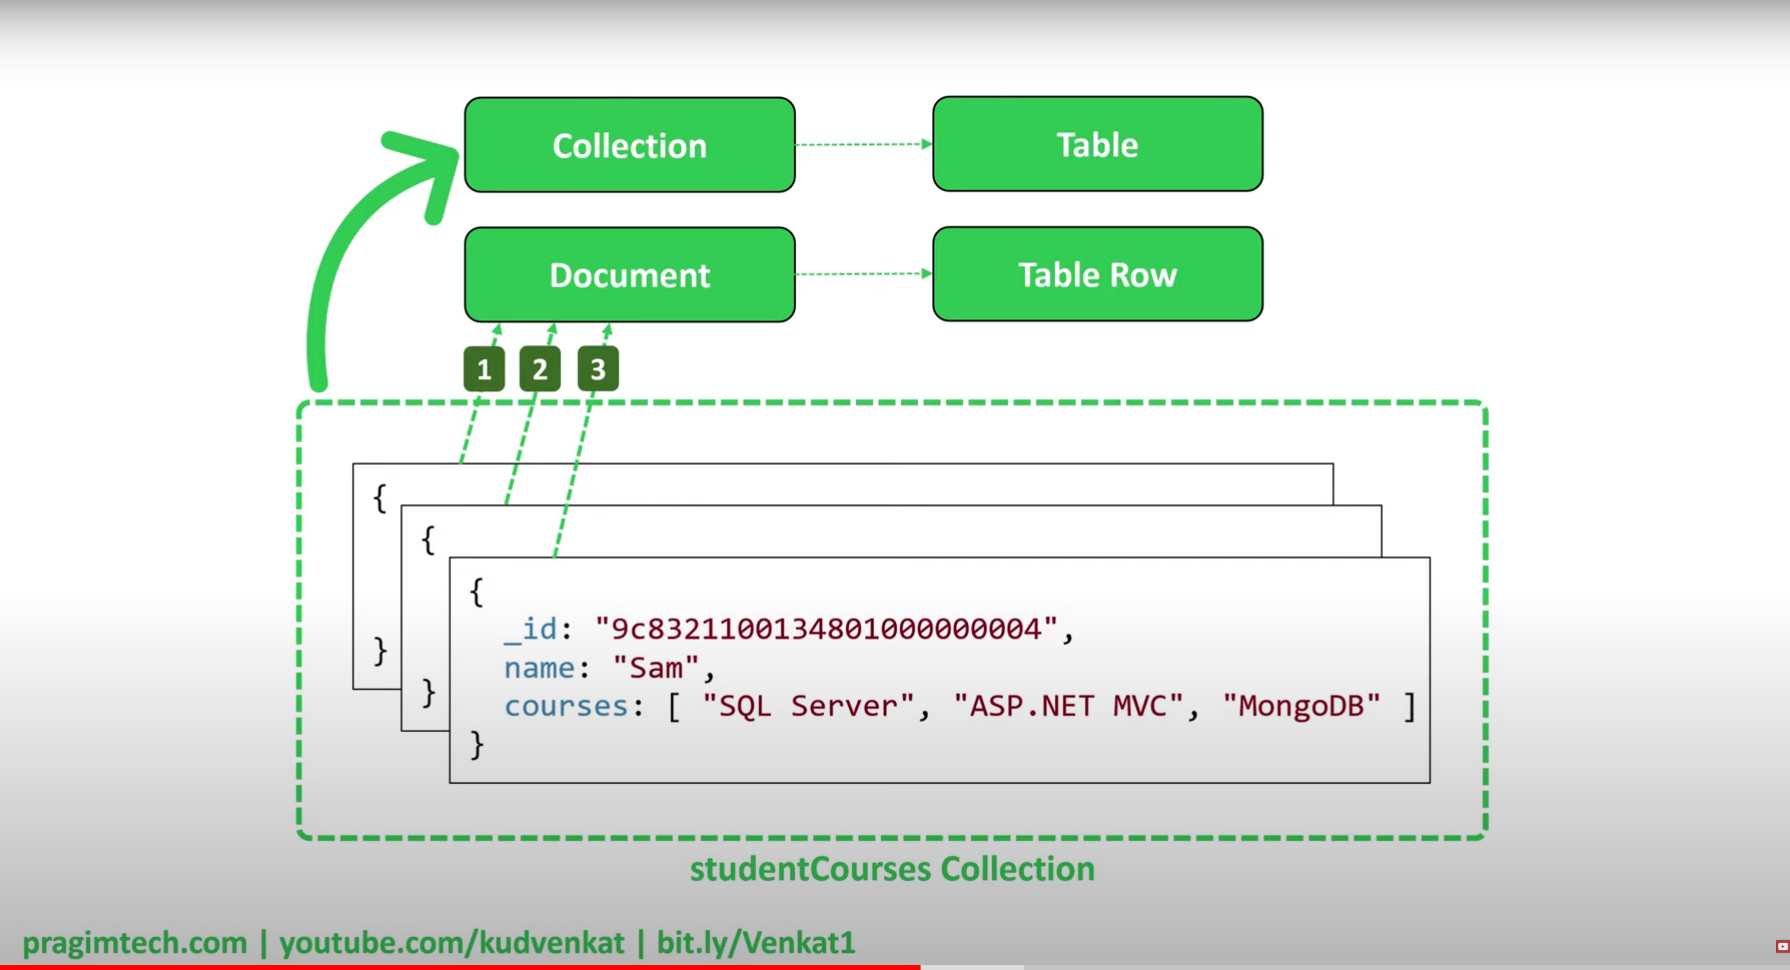 Collection
Table
Document
Table Row
1 2 3
{
{
{
_id: "9c8321100134801000000004",
name: "Sam",
courses: [ "SQL Server", "ASP.NET MVC", "MongoDB" ]
}
}
}
studentCourses Collection
pragimtech.com | youtube.com/kudvenkat | bit.ly/Venkat1